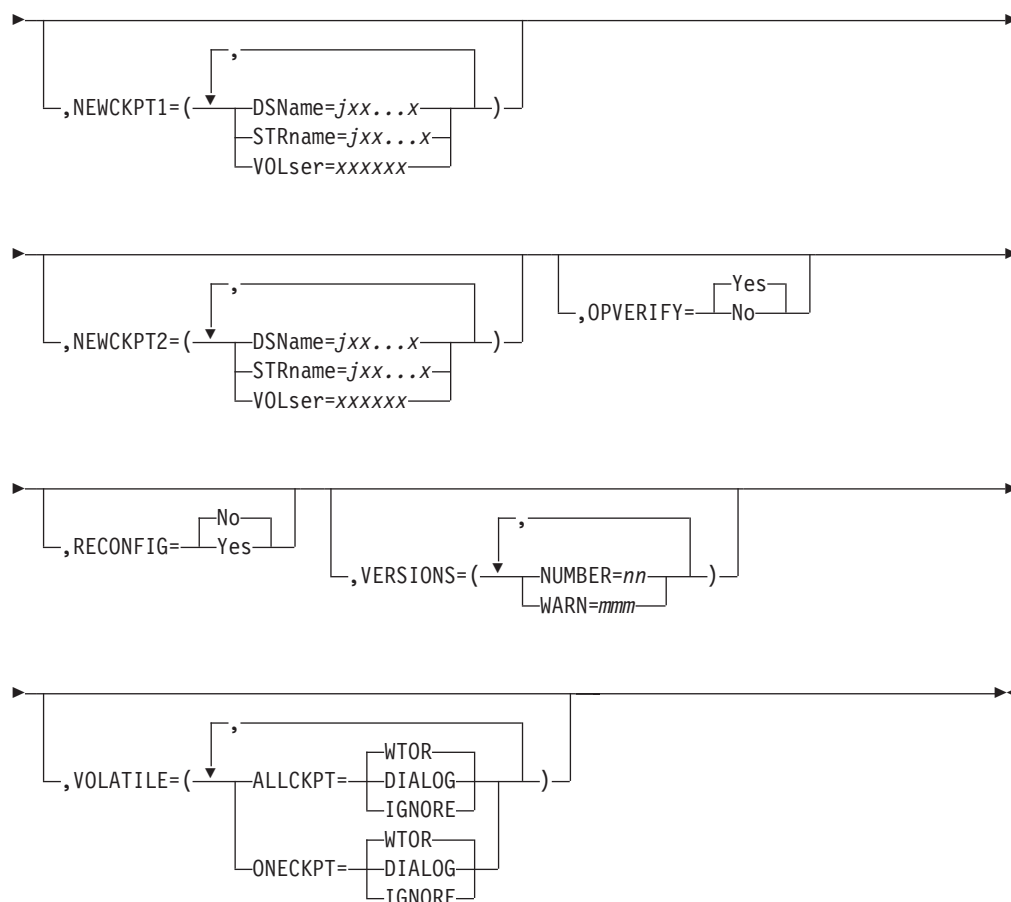 ,
,NEWCKPT1=( DSName=jxx...x )
STRname=jxx...x
VOLser=xxxxxx
,
,NEWCKPT2=( DSName=jxx...x )
STRname=jxx...x
VOLser=xxxxxx
Yes
,OPVERIFY= No
No
,RECONFIG= Yes
,
,VERSIONS=( NUMBER=nn )
WARN=mmm
,
WTOR
,VOLATILE=( ALLCKPT= DIALOG )
IGNORE
WTOR
ONECKPT= DIALOG
IGNORE